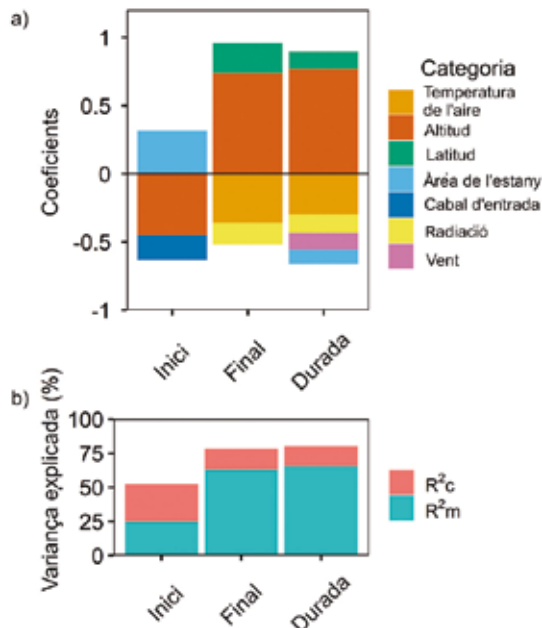 a)
Coeficients
1
0.5
0
-0.5
-1
Inici
Final
Durada
Categoria
Temperatura
de l'aire
Altitud
Latitud
Àréa de l'estany
Cabal d'entrada
Radiació
Vent
b)
Variança explicada (%)
100
75
50
25
0
Inici
Final
Durada
R²c
R²m